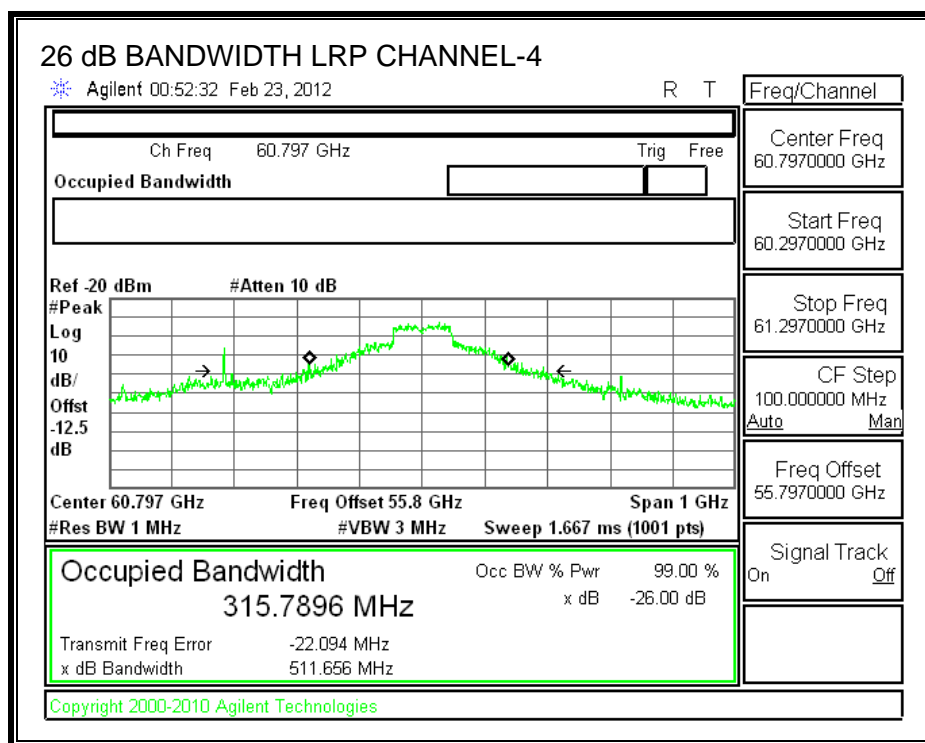 26 dB BANDWIDTH LRP CHANNEL-4
Agilent 00:52:32 Feb 23, 2012 R T
Freq/Channel
Ch Freq 60.797 GHz Trig Free
Occupied Bandwidth
Center Freq
60.7970000 GHz
Start Freq
60.2970000 GHz
Stop Freq
61.2970000 GHz
CF Step
100.000000 MHz
Auto Man
Freq Offset
55.7970000 GHz
Signal Track
On Off
Ref -20 dBm #Atten 10 dB
#Peak
Log
10
dB/
Offst
-12.5
dB
Center 60.797 GHz Freq Offset 55.8 GHz Span 1 GHz
#Res BW 1 MHz #VBW 3 MHz Sweep 1.667 ms (1001 pts)
Occupied Bandwidth Occ BW % Pwr 99.00 %
315.7896 MHz x dB -26.00 dB
Transmit Freq Error -22.094 MHz
x dB Bandwidth 511.656 MHz
Copyright 2000-2010 Agilent Technologies